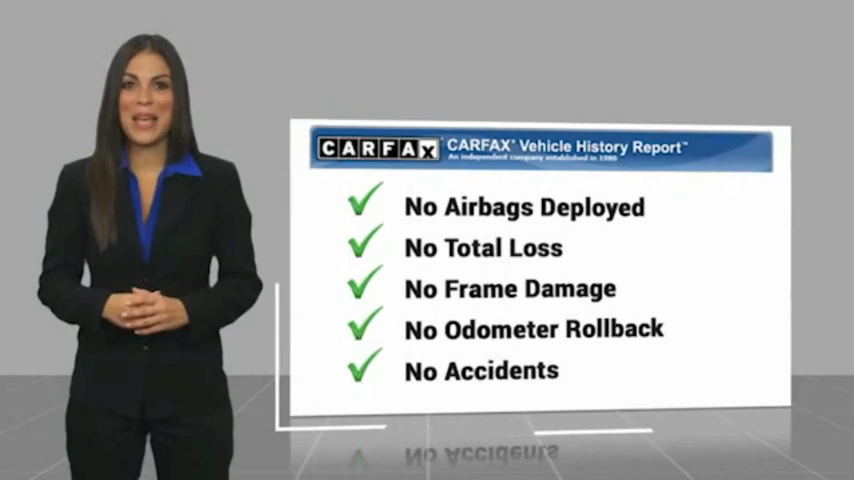 CARFAX CARFAX® Vehicle History Report™
An independent company established in 1986
No Airbags Deployed
No Total Loss
No Frame Damage
No Odometer Rollback
No Accidents
No Accidents